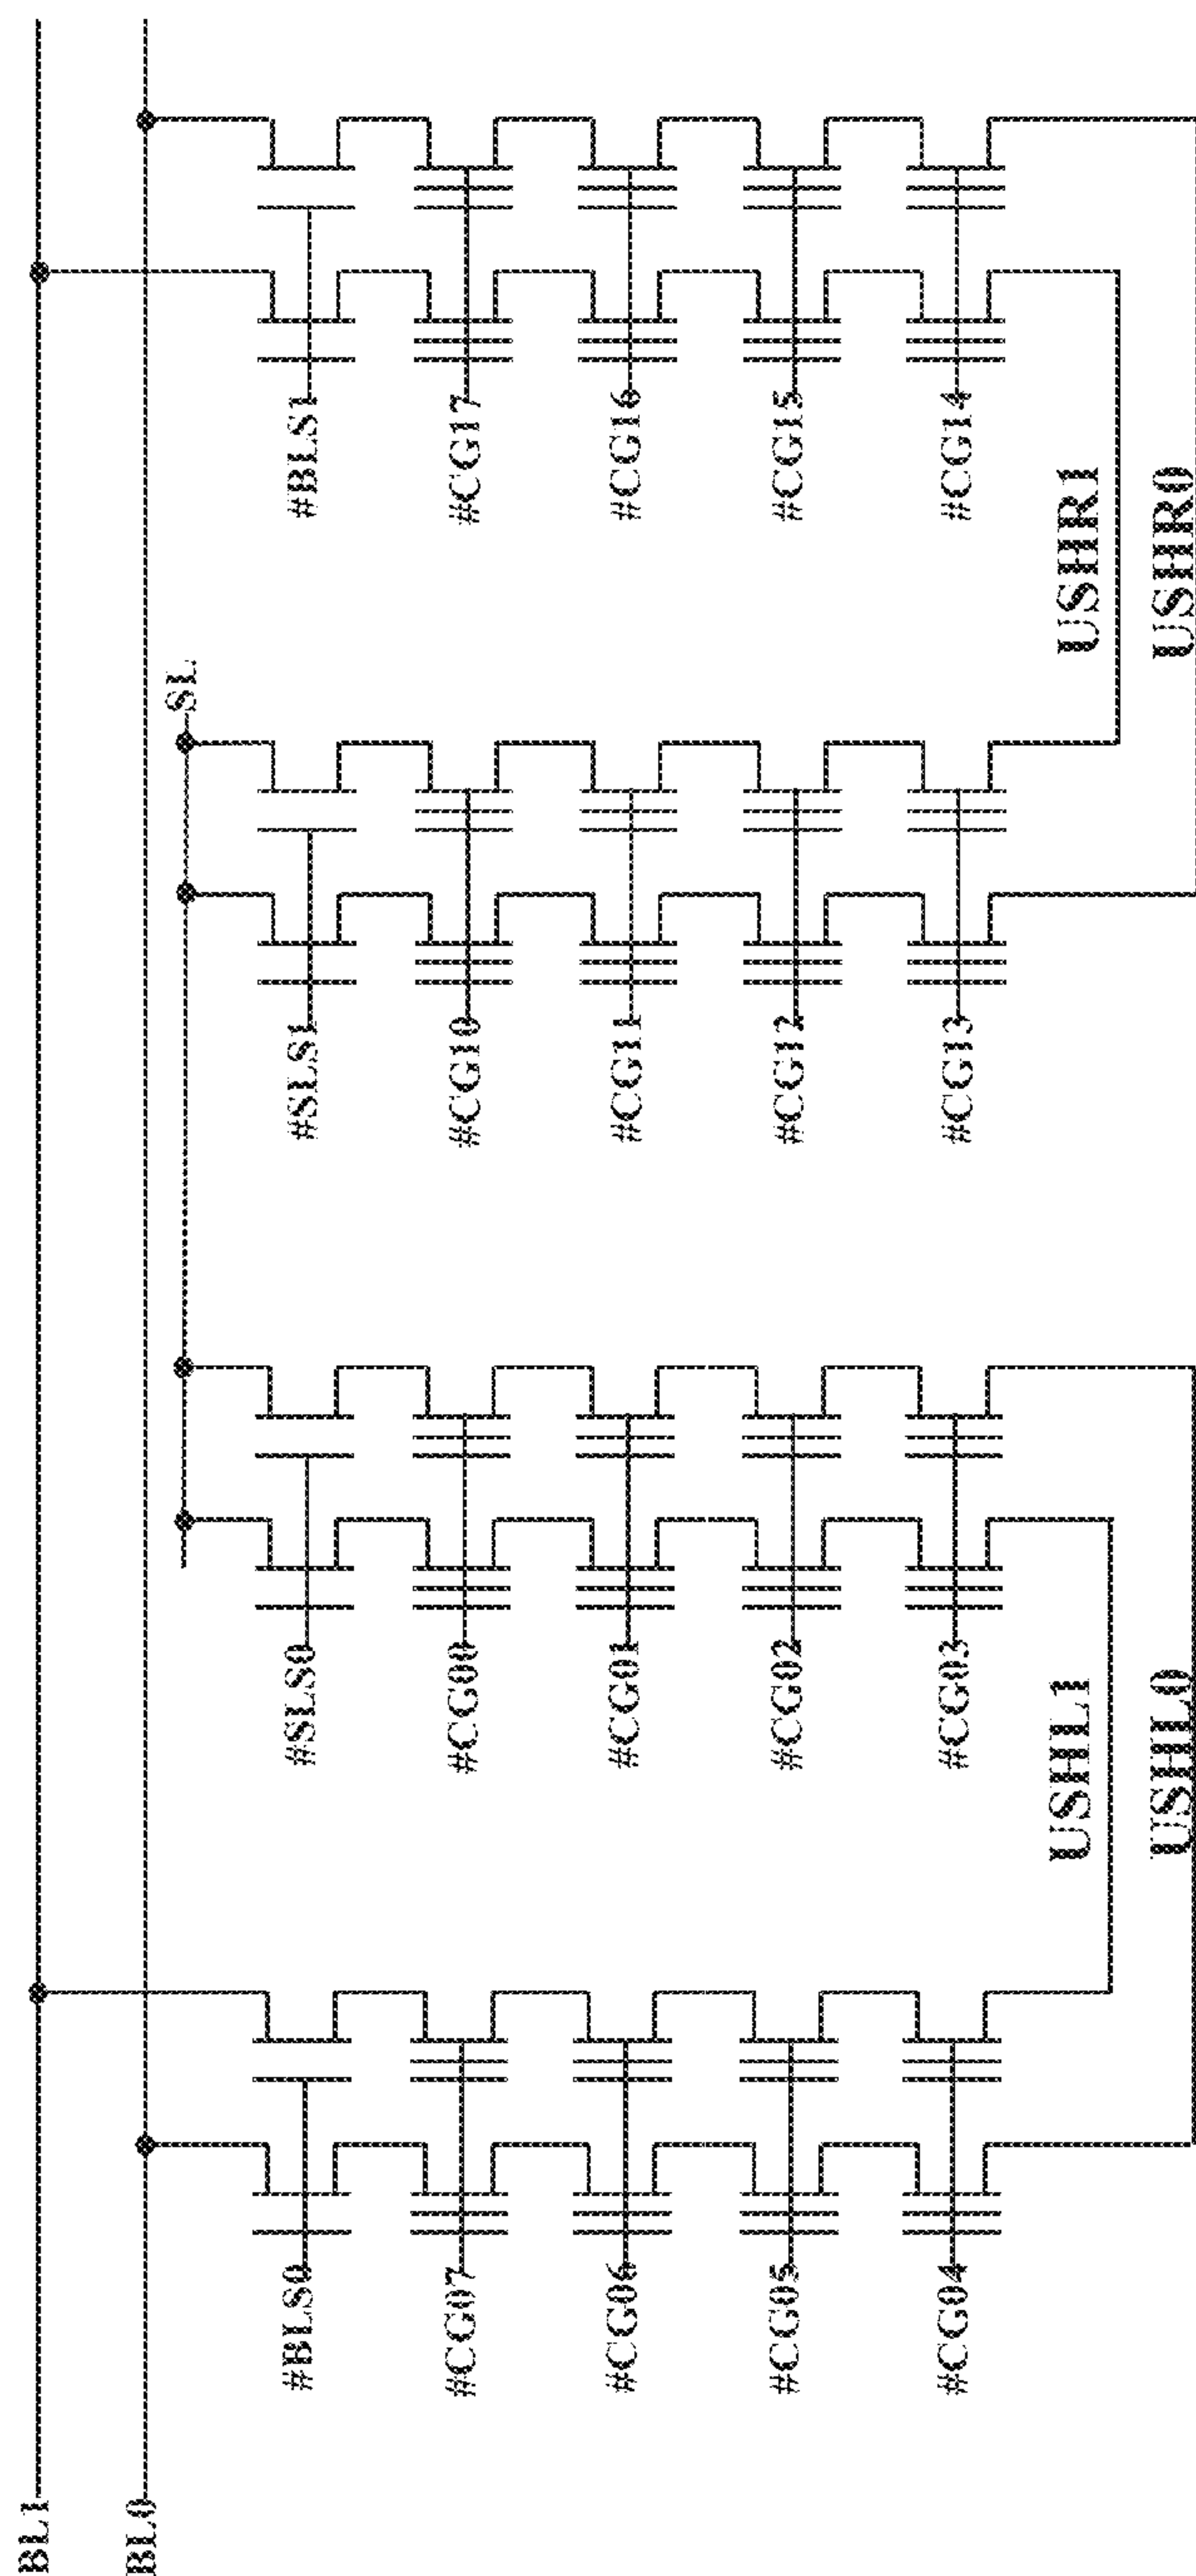 BL1
BL0
SL
#BLS0
#SLS0
#SLS1
#BLS1
#CG07
#CG00
#CG10
#CG17
#CG06
#CG01
#CG11
#CG16
#CG05
#CG02
#CG12
#CG15
#CG04
#CG03
#CG13
#CG14
USHL1
USHR1
USHL0
USHR0